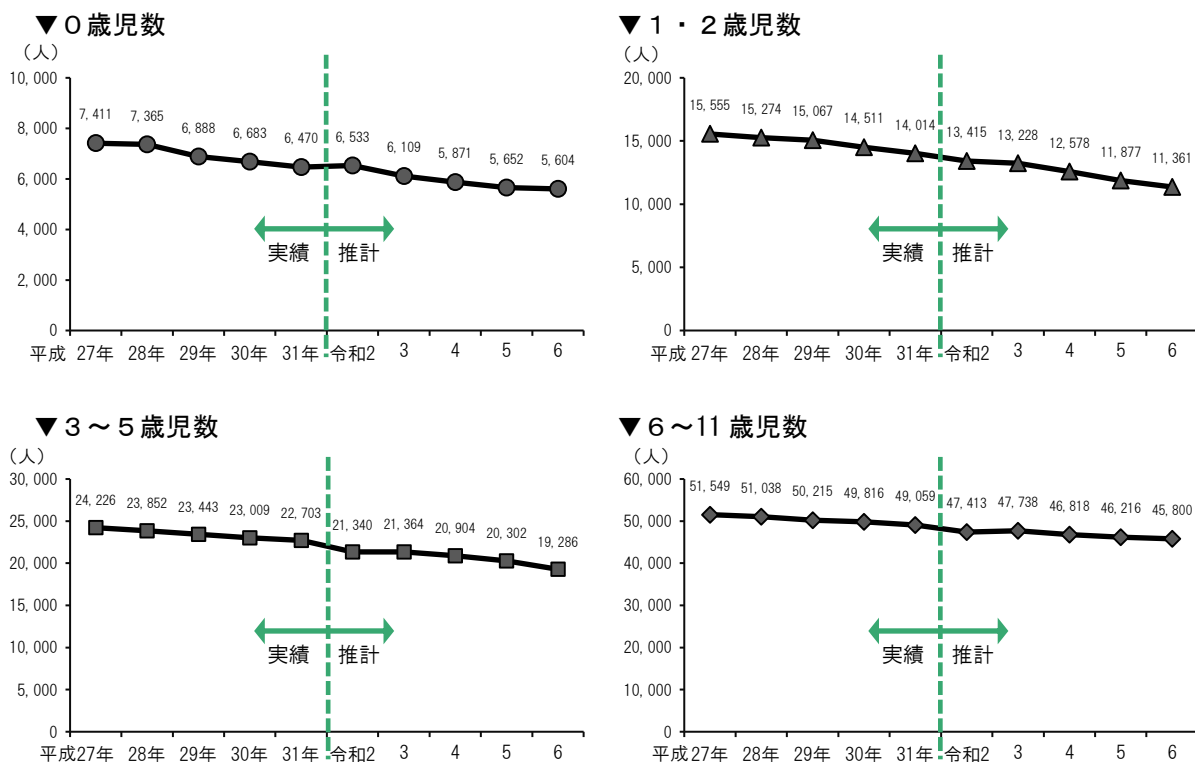 ▼０歳児数
（人）
10,000
8,000
6,000
4,000
2,000
0
7,411 7,365 6,888 6,683 6,470 6,533 6,109 5,871 5,652 5,604
実績 推計
平成 27年 28年 29年 30年 31年 令和2 3 4 5 6
▼１・２歳児数
（人）
20,000
15,000
10,000
5,000
0
15,555 15,274 15,067 14,511 14,014 13,415 13,228 12,578 11,877 11,361
実績 推計
平成 27年 28年 29年 30年 31年 令和2 3 4 5 6
▼３～５歳児数
（人）
30,000
25,000
20,000
15,000
10,000
5,000
0
24,226 23,852 23,443 23,009 22,703 21,340 21,364 20,904 20,302 19,286
実績 推計
平成27年 28年 29年 30年 31年 令和2 3 4 5 6
▼６～11歳児数
（人）
60,000
50,000
40,000
30,000
20,000
10,000
0
51,549 51,038 50,215 49,816 49,059 47,413 47,738 46,818 46,216 45,800
実績 推計
平成27年 28年 29年 30年 31年 令和2 3 4 5 6